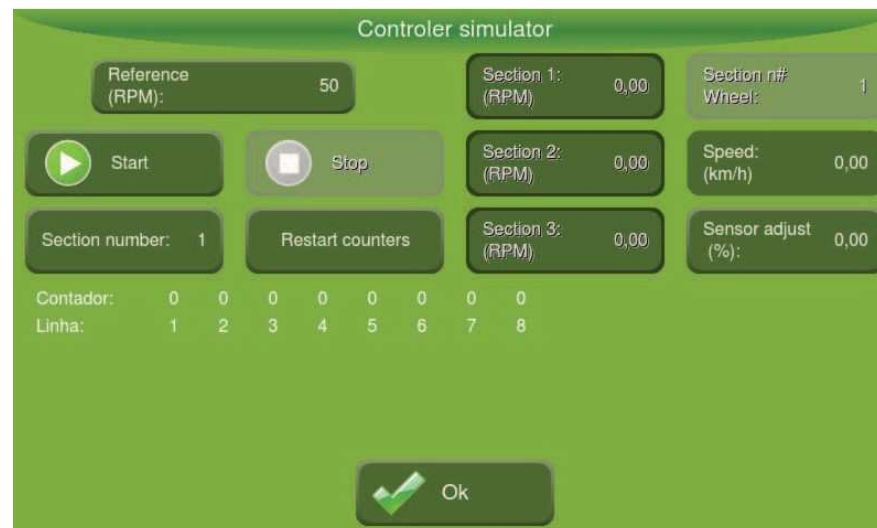 Controler simulator
Reference
(RPM):
50
Section 1:
(RPM)
0,00
Section n#
Wheel:
1
Start
Stop
Section 2:
(RPM)
0,00
Speed:
(km/h)
0,00
Section number: 1
Restart counters
Section 3:
(RPM)
0,00
Sensor adjust
(%):
0,00
Contador: 0 0 0 0 0 0 0 0
Linha: 1 2 3 4 5 6 7 8
Ok